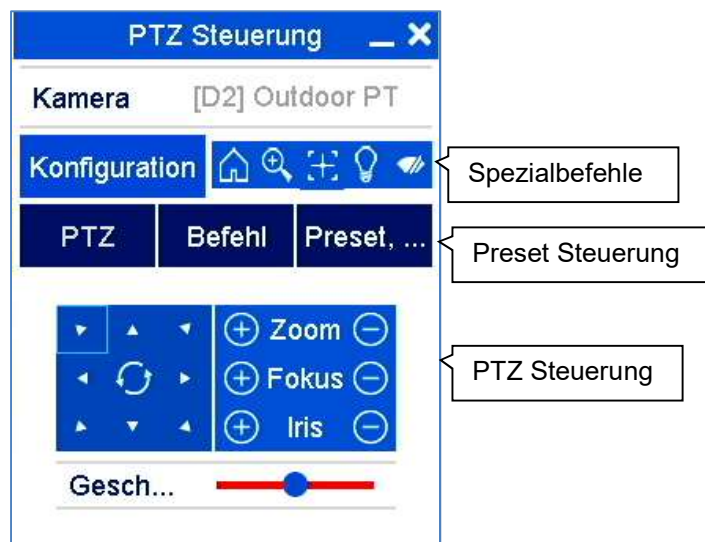 PTZ Steuerung
Kamera [D2] Outdoor PT
Konfiguration
Spezialbefehle
PTZ Befehl Preset, ...
Preset Steuerung
Zoom
Fokus
Iris
PTZ Steuerung
Gesch...